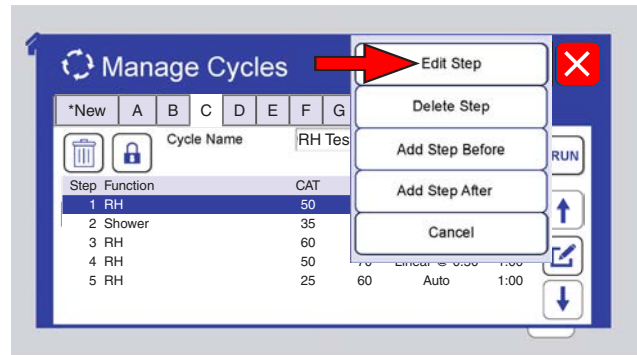 Manage Cycles
Edit Step
Delete Step
Add Step Before
Add Step After
Cancel
*New A B C D E F G
Cycle Name RH Tes
RUN
Step Function CAT
1 RH 50
2 Shower 35
3 RH 60
4 RH 50 70 Linear @ 0.50 1:00
5 RH 25 60 Auto 1:00